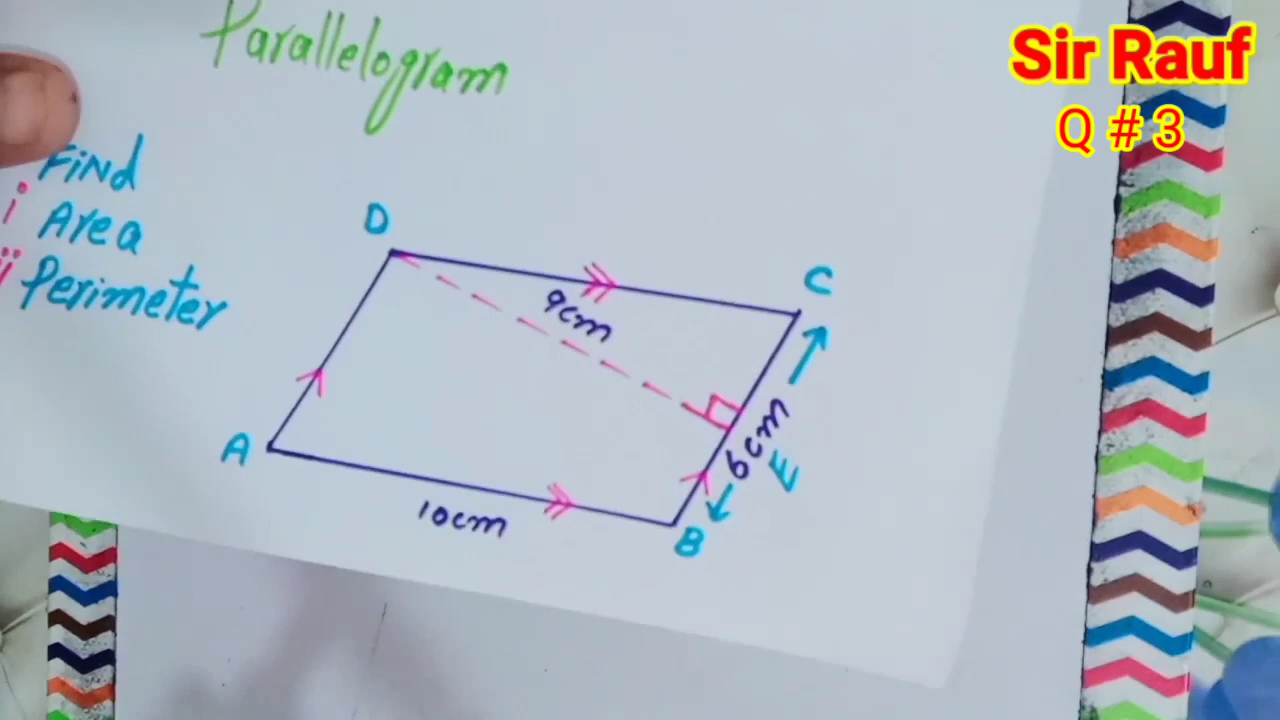 Sir Rauf
Q # 3
Parallelogram
Find
i Area
ii Perimeter
D
C
9cm
6cm
E
A
10cm
B